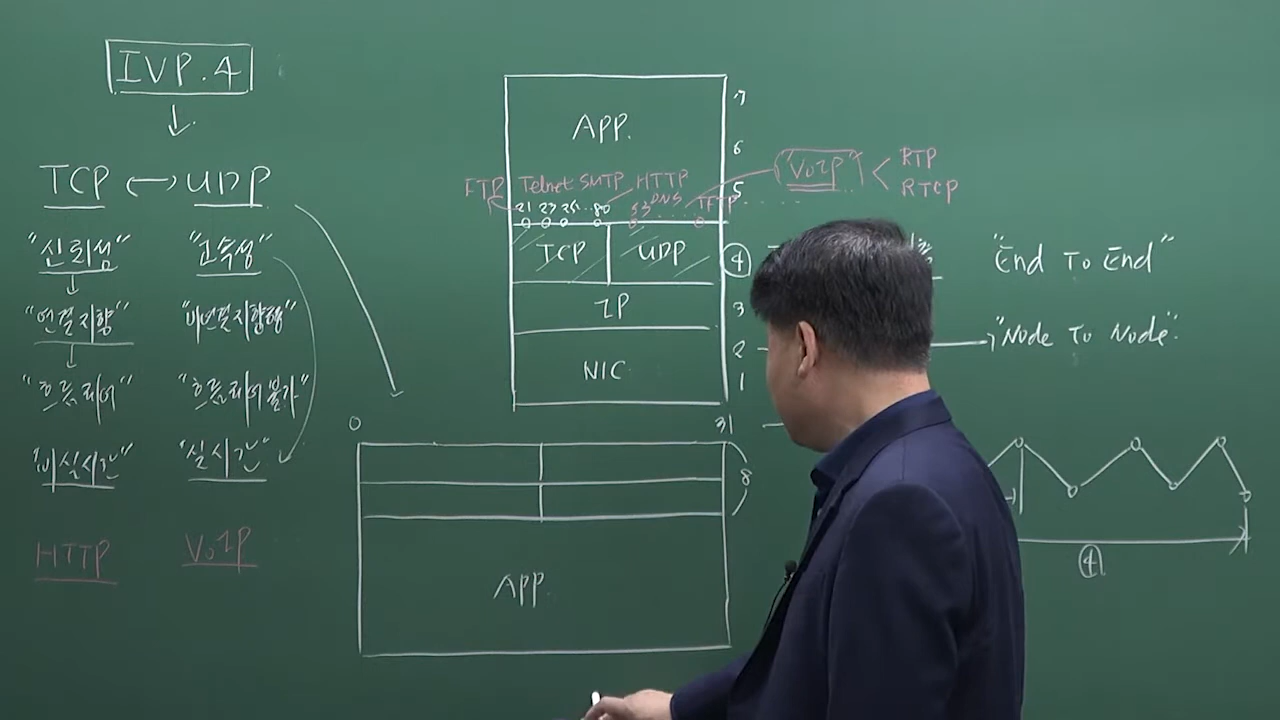 IVP.4
TCP ↔ UDP
"신뢰성" "고속성"
"연결지향" "비연결지향형"
"흐름제어" "흐름제어불가"
"비실시간" "실시간"
HTTP VoIP
APP.
7
6
5
FTP Telnet SMTP HTTP
21 23 25 ... 80 53 DNS ..... TFTP .....
"VoIP" < RTP
RTCP
TCP UDP ④
IP 3
NIC 2
1
"End To End"
"Node To Node"
0 31
8
APP.
④